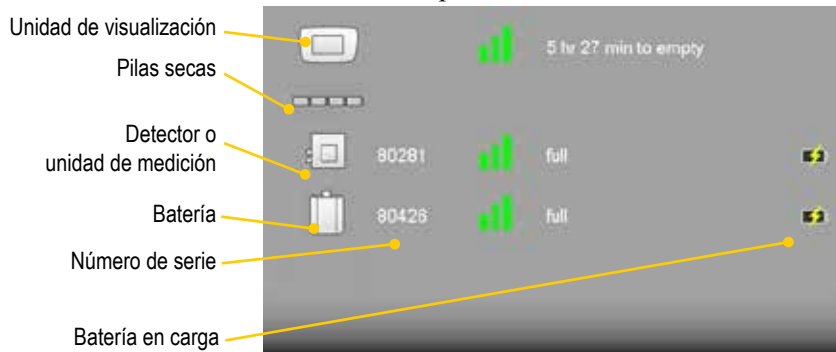 Unidad de visualización
5 hr 27 min to empty
Pilas secas
Detector o
unidad de medición
80281
full
Batería
80426
full
Número de serie
Batería en carga